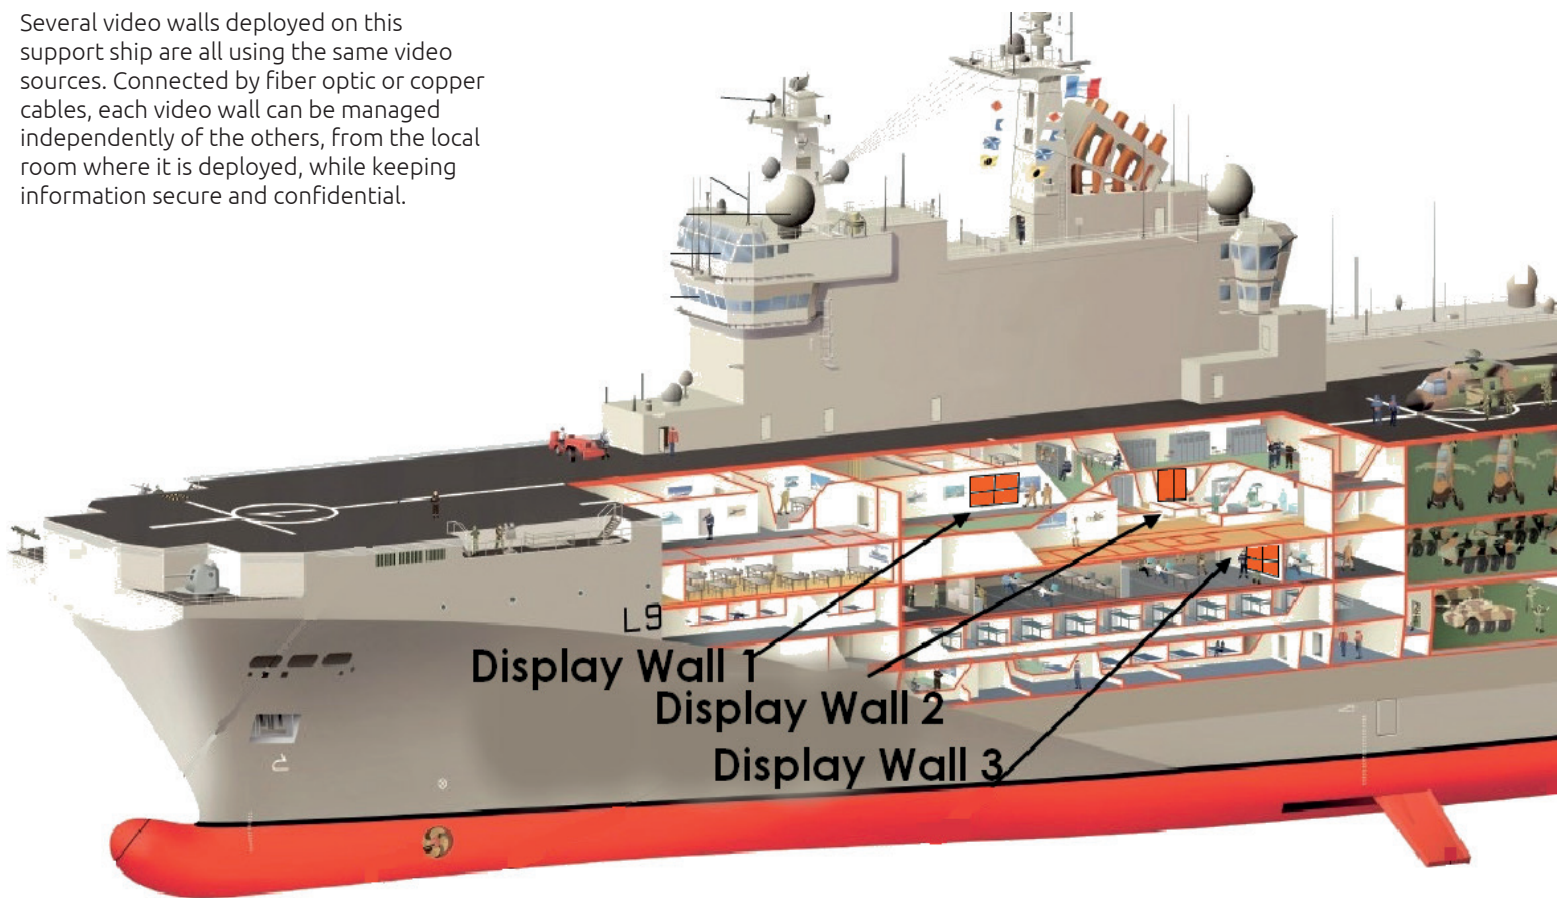 Several video walls deployed on this
support ship are all using the same video
sources. Connected by fiber optic or copper
cables, each video wall can be managed
independently of the others, from the local
room where it is deployed, while keeping
information secure and confidential.
L9
Display Wall 1
Display Wall 2
Display Wall 3